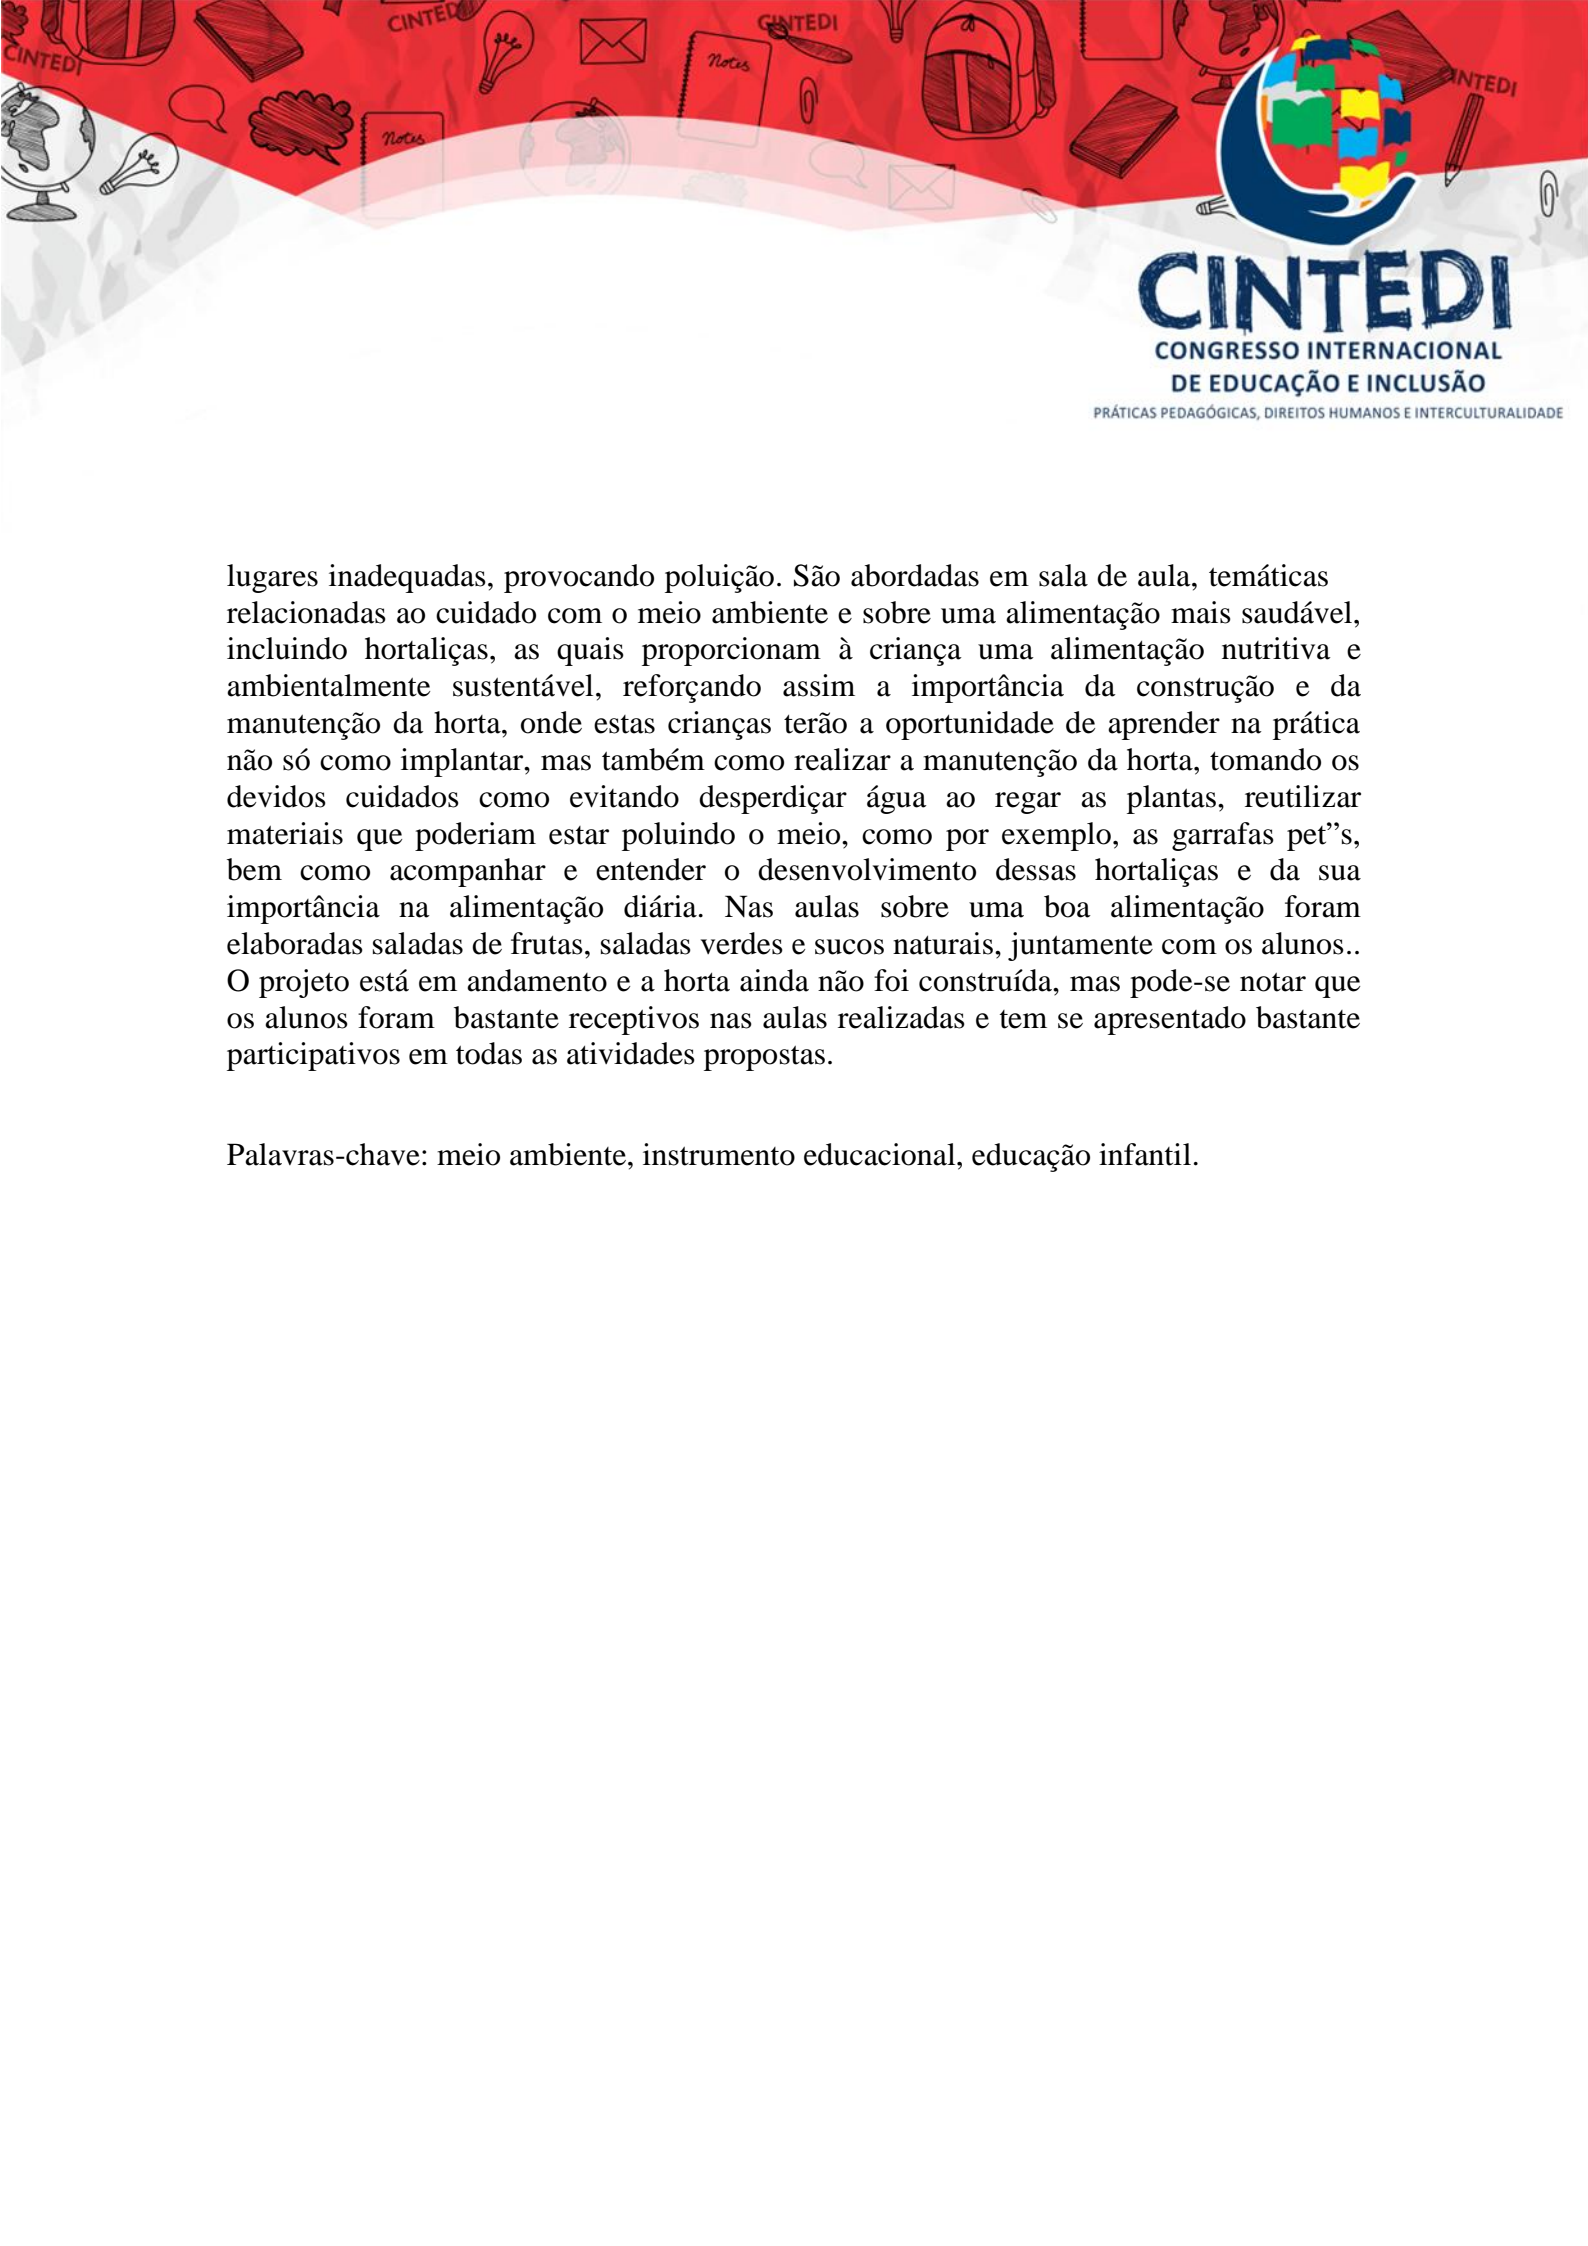 CINTEDI
CINTEDI
CINTEDI
Notes
Notes
INTEDI
CINTEDI
CONGRESSO INTERNACIONAL
DE EDUCAÇÃO E INCLUSÃO
PRÁTICAS PEDAGÓGICAS, DIREITOS HUMANOS E INTERCULTURALIDADE
lugares inadequadas, provocando poluição. São abordadas em sala de aula, temáticas
relacionadas ao cuidado com o meio ambiente e sobre uma alimentação mais saudável,
incluindo hortaliças, as quais proporcionam à criança uma alimentação nutritiva e
ambientalmente sustentável, reforçando assim a importância da construção e da
manutenção da horta, onde estas crianças terão a oportunidade de aprender na prática
não só como implantar, mas também como realizar a manutenção da horta, tomando os
devidos cuidados como evitando desperdiçar água ao regar as plantas, reutilizar
materiais que poderiam estar poluindo o meio, como por exemplo, as garrafas pet”s,
bem como acompanhar e entender o desenvolvimento dessas hortaliças e da sua
importância na alimentação diária. Nas aulas sobre uma boa alimentação foram
elaboradas saladas de frutas, saladas verdes e sucos naturais, juntamente com os alunos..
O projeto está em andamento e a horta ainda não foi construída, mas pode-se notar que
os alunos foram  bastante receptivos nas aulas realizadas e tem se apresentado bastante
participativos em todas as atividades propostas.
Palavras-chave: meio ambiente, instrumento educacional, educação infantil.